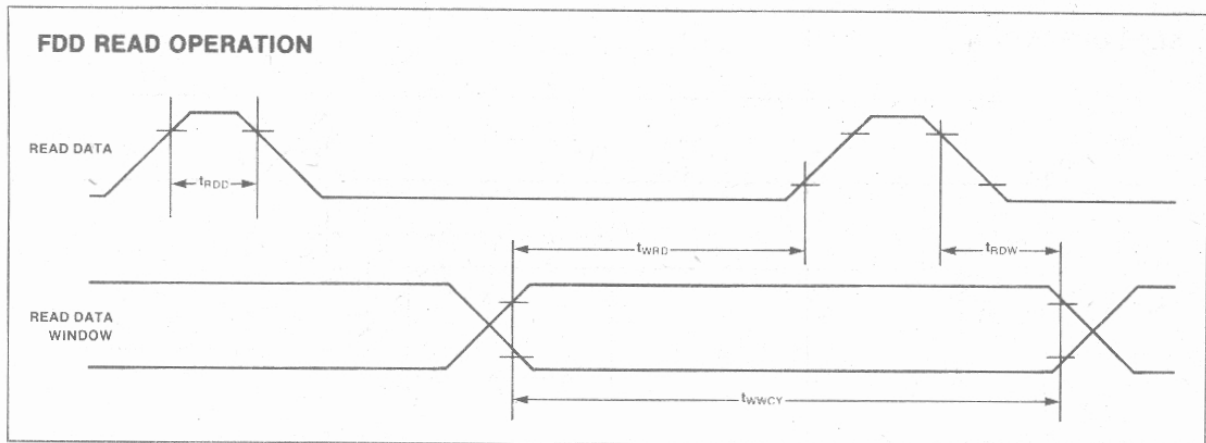 FDD READ OPERATION
READ DATA
tRDD
tWRD
tRDW
READ DATA
WINDOW
tWWCY